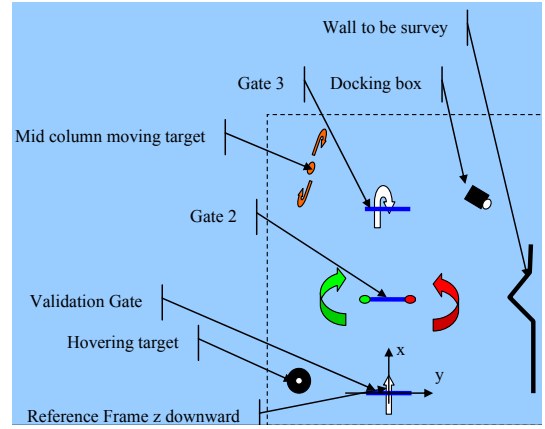 Wall to be survey
Gate 3
Docking box
Mid column moving target
Gate 2
Validation Gate
x
Hovering target
y
Reference Frame z downward